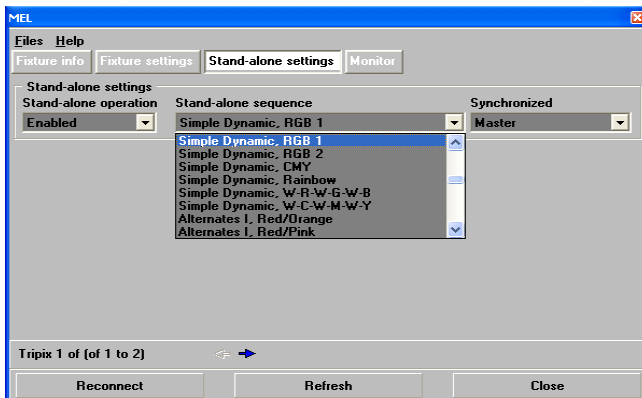 MEL
Files Help
Fixture info Fixture settings Stand-alone settings Monitor
Stand-alone settings
Stand-alone operation Stand-alone sequence Synchronized
Enabled Simple Dynamic, RGB 1 Master
Simple Dynamic, RGB 1
Simple Dynamic, RGB 2
Simple Dynamic, CMY
Simple Dynamic, Rainbow
Simple Dynamic, W-R-W-G-W-B
Simple Dynamic, W-C-W-M-W-Y
Alternates I, Red/Orange
Alternates I, Red/Pink
Tripix 1 of (of 1 to 2)
Reconnect Refresh Close